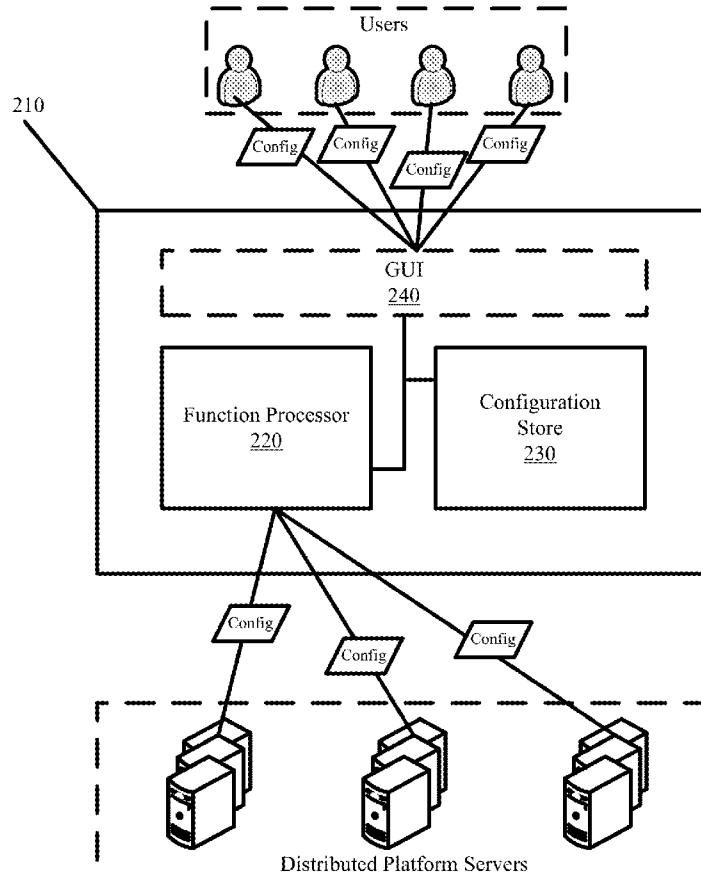 Users
210
Config
Config
Config
Config
GUI
240
Function Processor
220
Configuration
Store
230
Config
Config
Config
Distributed Platform Servers